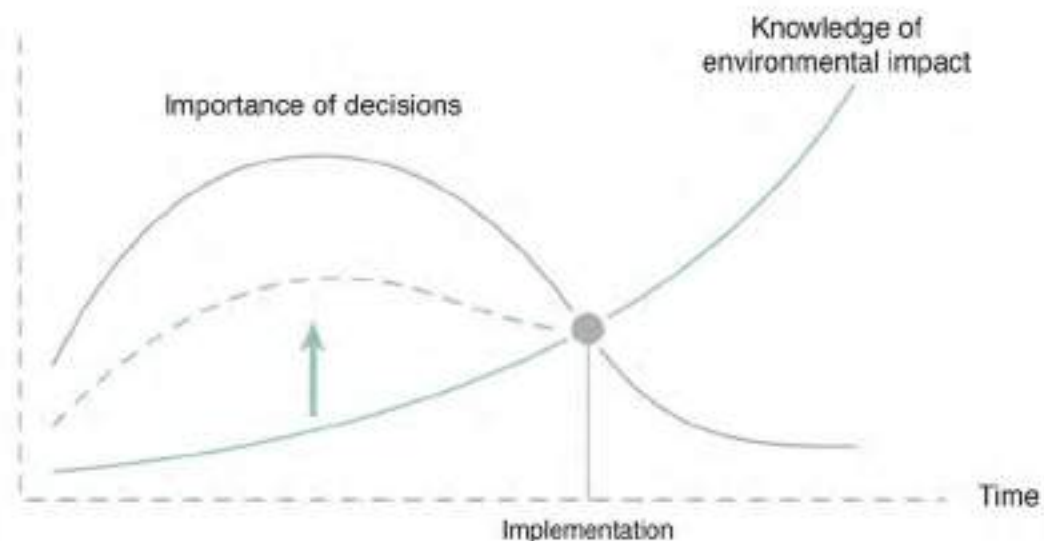 Knowledge of
environmental impact
Importance of decisions
Time
Implementation